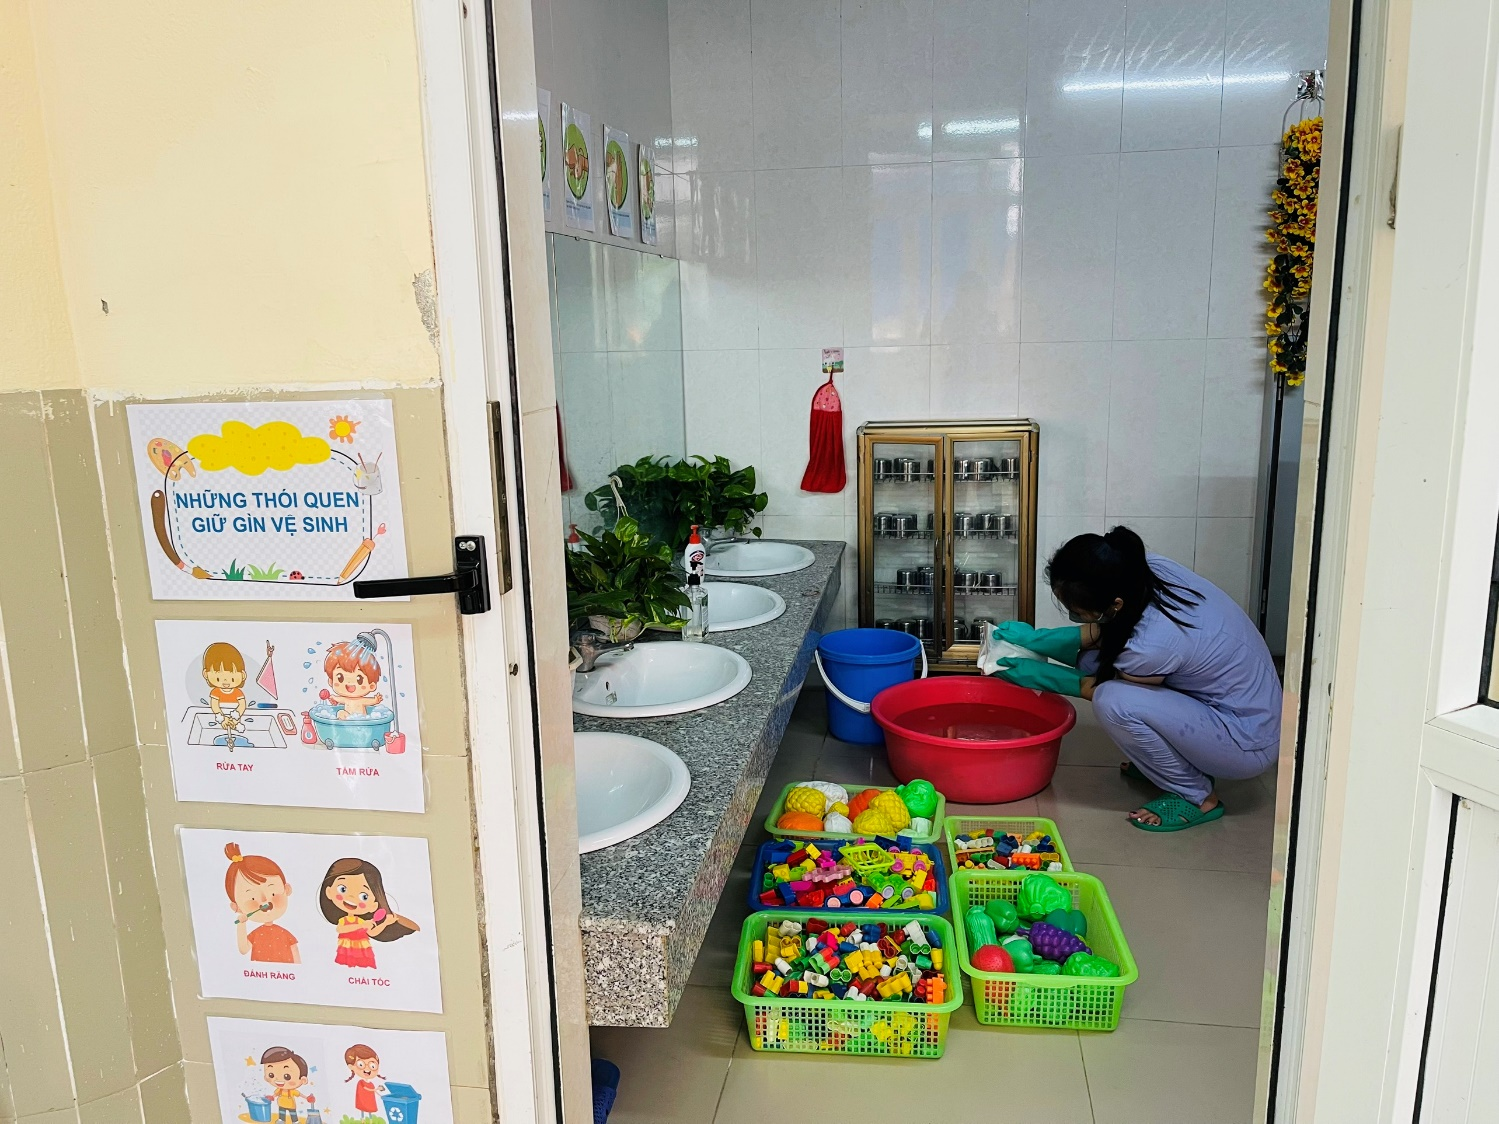 NHỮNG THÓI QUEN
GIỮ GÌN VỆ SINH
RỬA TAY
TẮM RỬA
ĐÁNH RĂNG
CHẢI TÓC